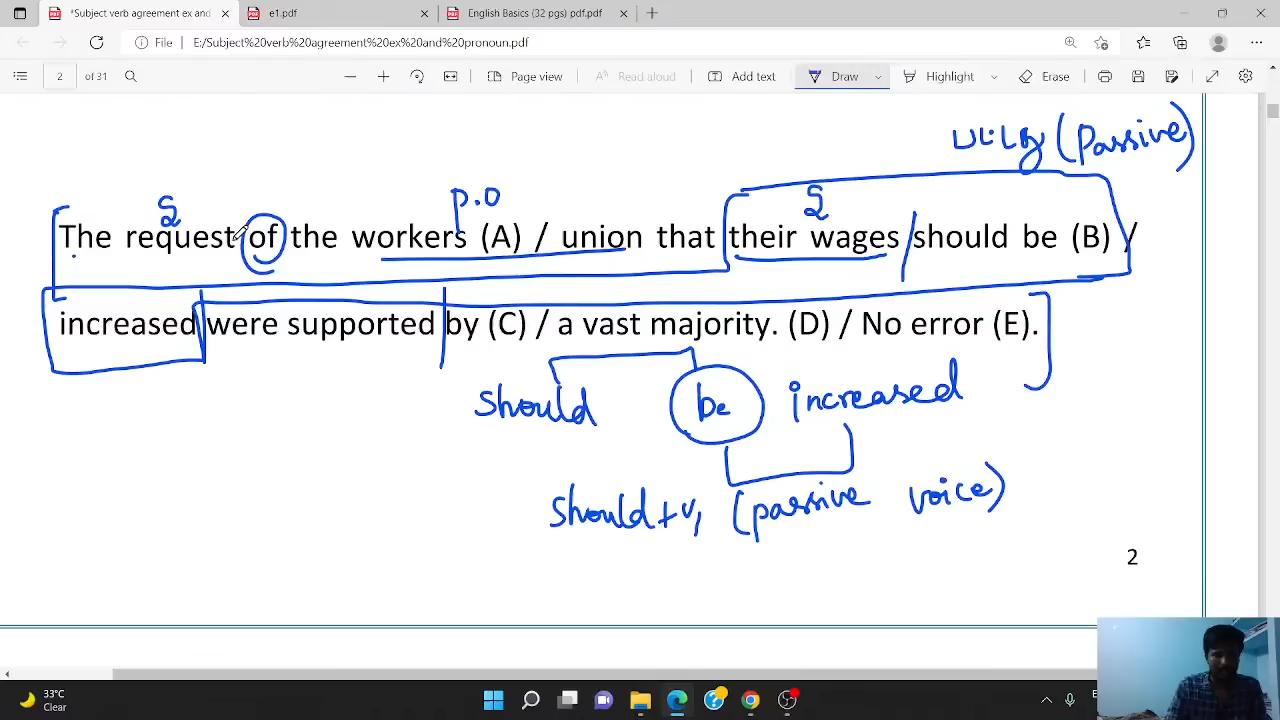 *Subject verb agreement ex and e1.pdf English Basics (32 pgs) pdf.pdf
File E:/Subject%20verb%20agreement%20ex%20and%20pronoun.pdf
2 of 31 Page view Read aloud Add text Draw Highlight Erase
(Passive)
S P.O S
The request of the workers (A) / union that their wages should be (B) /
increased were supported by (C) / a vast majority. (D) / No error (E).
should be increased
should+V1 (passive voice)
2
33°C
Clear